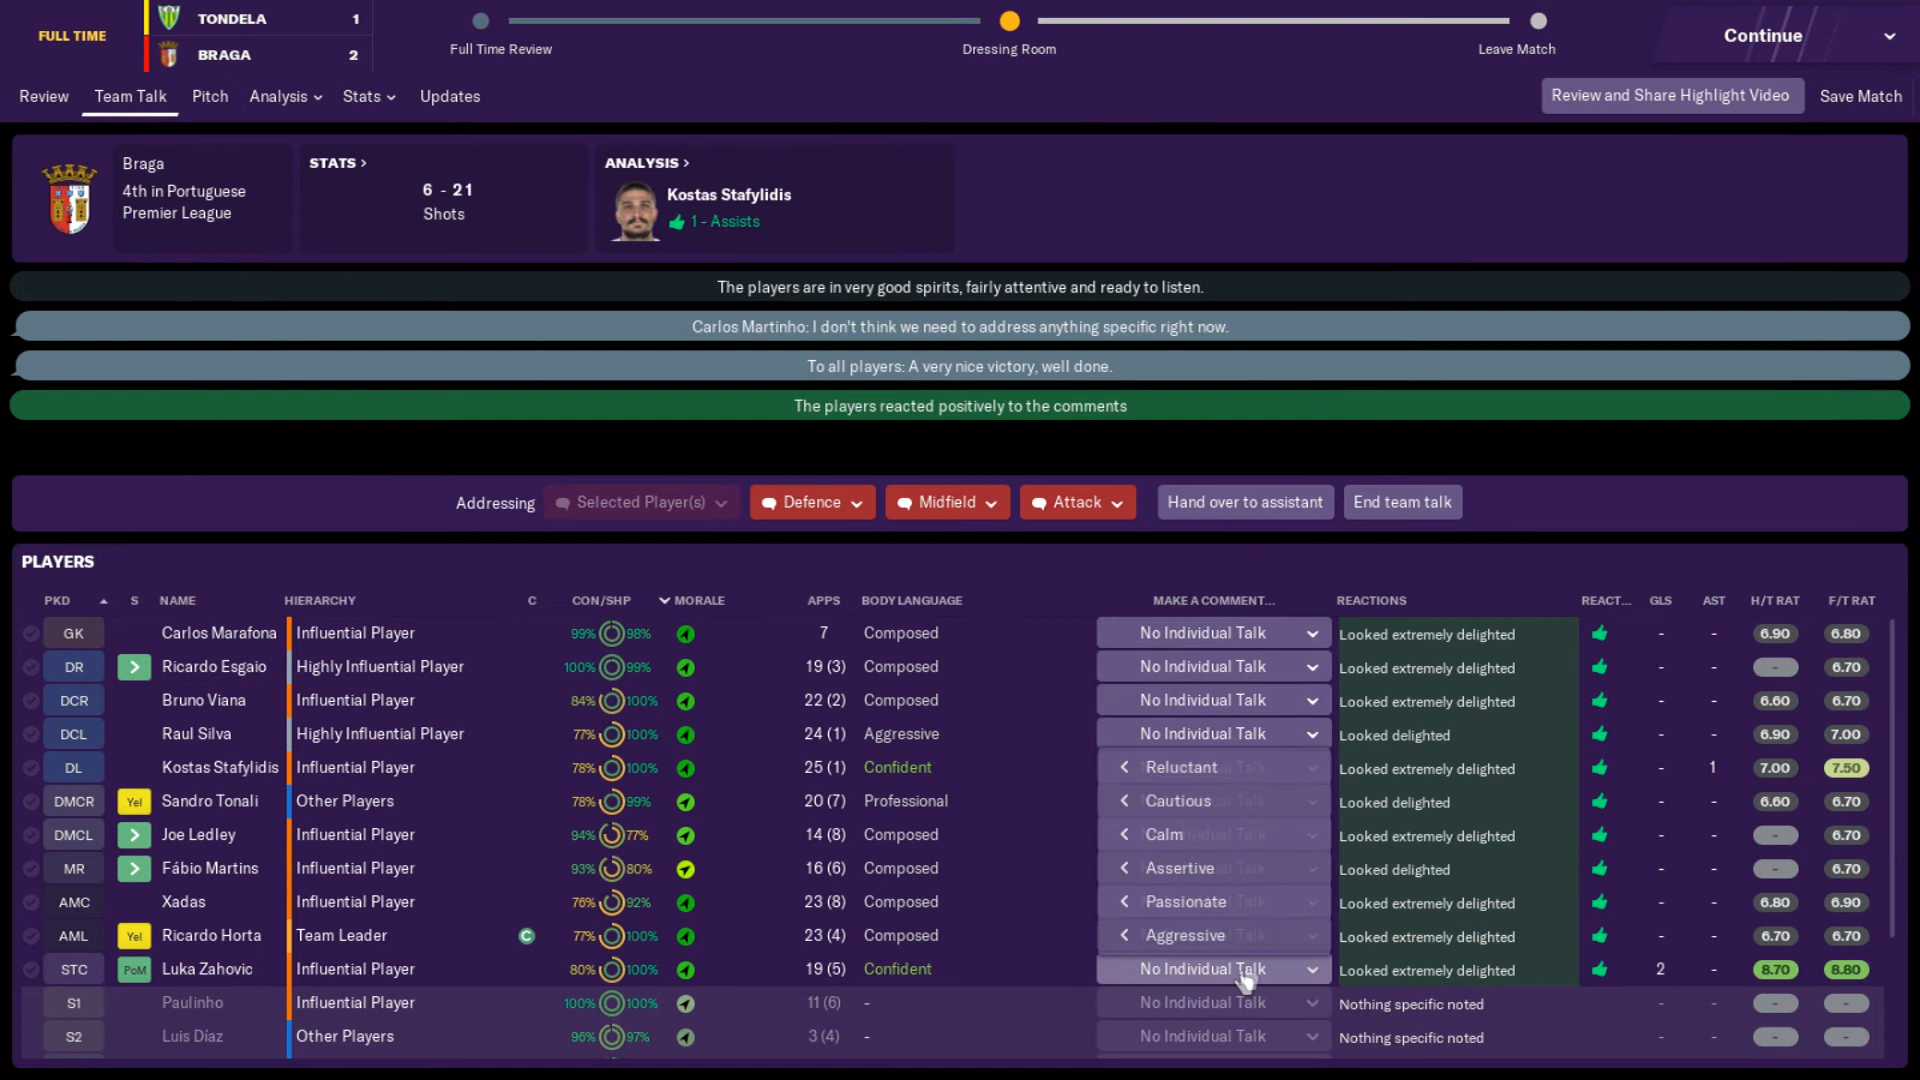 FULL TIME
TONDELA 1
BRAGA 2
Full Time Review
Dressing Room
Leave Match
Continue
Review Team Talk Pitch Analysis Stats Updates
Review and Share Highlight Video Save Match
Braga
4th in Portuguese
Premier League
STATS >
6 - 21
Shots
ANALYSIS >
Kostas Stafylidis
1 - Assists
The players are in very good spirits, fairly attentive and ready to listen.
Carlos Martinho: I don't think we need to address anything specific right now.
To all players: A very nice victory, well done.
The players reacted positively to the comments
Addressing Selected Player(s) Defence Midfield Attack Hand over to assistant End team talk
PLAYERS
PKD S NAME HIERARCHY C CON/SHP MORALE APPS BODY LANGUAGE MAKE A COMMENT... REACTIONS REACT... GLS AST H/T RAT F/T RAT
GK Carlos Marafona Influential Player 99% 98% 7 Composed No Individual Talk Looked extremely delighted - - 6.90 6.80
DR Ricardo Esgaio Highly Influential Player 100% 99% 19 (3) Composed No Individual Talk Looked extremely delighted - - - 6.70
DCR Bruno Viana Influential Player 84% 100% 22 (2) Composed No Individual Talk Looked extremely delighted - - 6.60 6.70
DCL Raul Silva Highly Influential Player 77% 100% 24 (1) Aggressive No Individual Talk Looked delighted - - 6.90 7.00
DL Kostas Stafylidis Influential Player 78% 100% 25 (1) Confident Reluctant Looked extremely delighted - 1 7.00 7.50
DMCR Yel Sandro Tonali Other Players 78% 99% 20 (7) Professional Cautious Looked delighted - - 6.60 6.70
DMCL Joe Ledley Influential Player 94% 77% 14 (8) Composed Calm Looked extremely delighted - - - 6.70
MR Fábio Martins Influential Player 93% 80% 16 (6) Composed Assertive Looked delighted - - - 6.70
AMC Xadas Influential Player 76% 92% 23 (8) Composed Passionate Looked extremely delighted - - 6.80 6.90
AML Yel Ricardo Horta Team Leader C 77% 100% 23 (4) Composed Aggressive Looked extremely delighted - - 6.70 6.70
STC PoM Luka Zahovic Influential Player 80% 100% 19 (5) Confident No Individual Talk Looked extremely delighted 2 - 8.70 8.80
S1 Paulinho Influential Player 100% 100% 11 (6) - No Individual Talk Nothing specific noted - - - -
S2 Luis Díaz Other Players 96% 97% 3 (4) - No Individual Talk Nothing specific noted - - - -